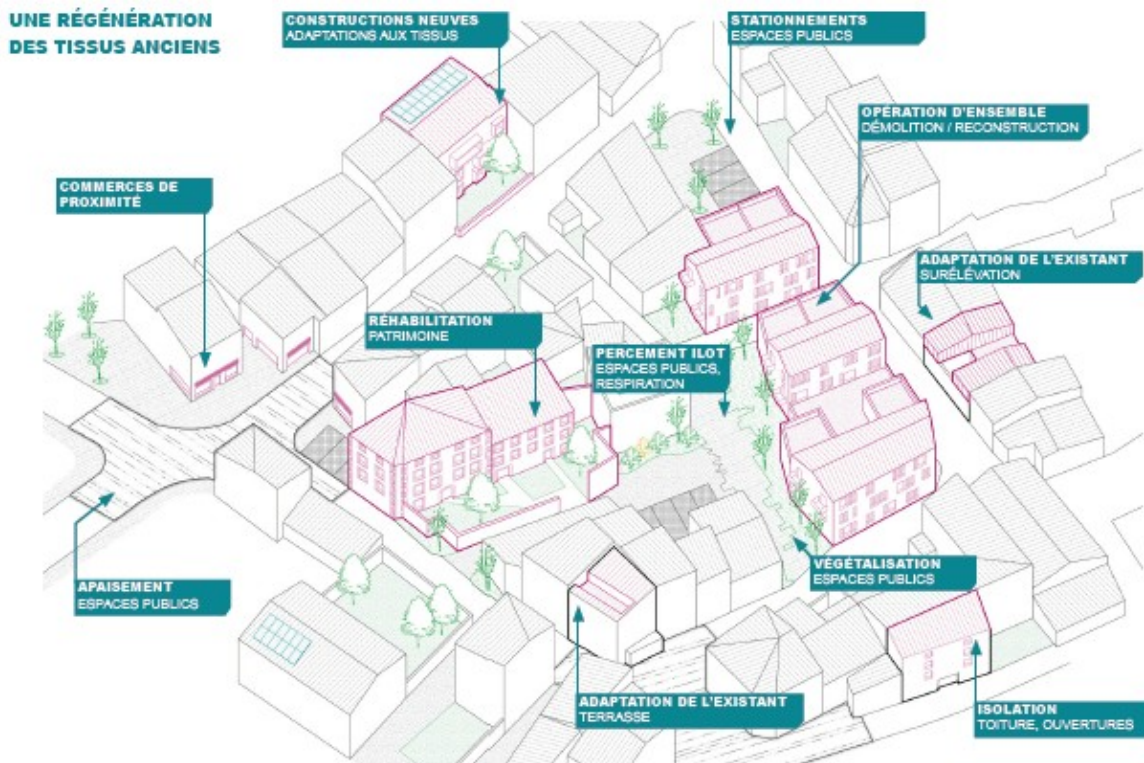 UNE RÉGÉNÉRATION
DES TISSUS ANCIENS
CONSTRUCTIONS NEUVES
ADAPTATIONS AUX TISSUS
STATIONNEMENTS
ESPACES PUBLICS
OPÉRATION D'ENSEMBLE
DÉMOLITION / RECONSTRUCTION
COMMERCES DE
PROXIMITÉ
ADAPTATION DE L'EXISTANT
SURÉLÉVATION
RÉHABILITATION
PATRIMOINE
PERCEMENT ILOT
ESPACES PUBLICS,
RESPIRATION
APAISEMENT
ESPACES PUBLICS
VÉGÉTALISATION
ESPACES PUBLICS
ADAPTATION DE L'EXISTANT
TERRASSE
ISOLATION
TOITURE, OUVERTURES